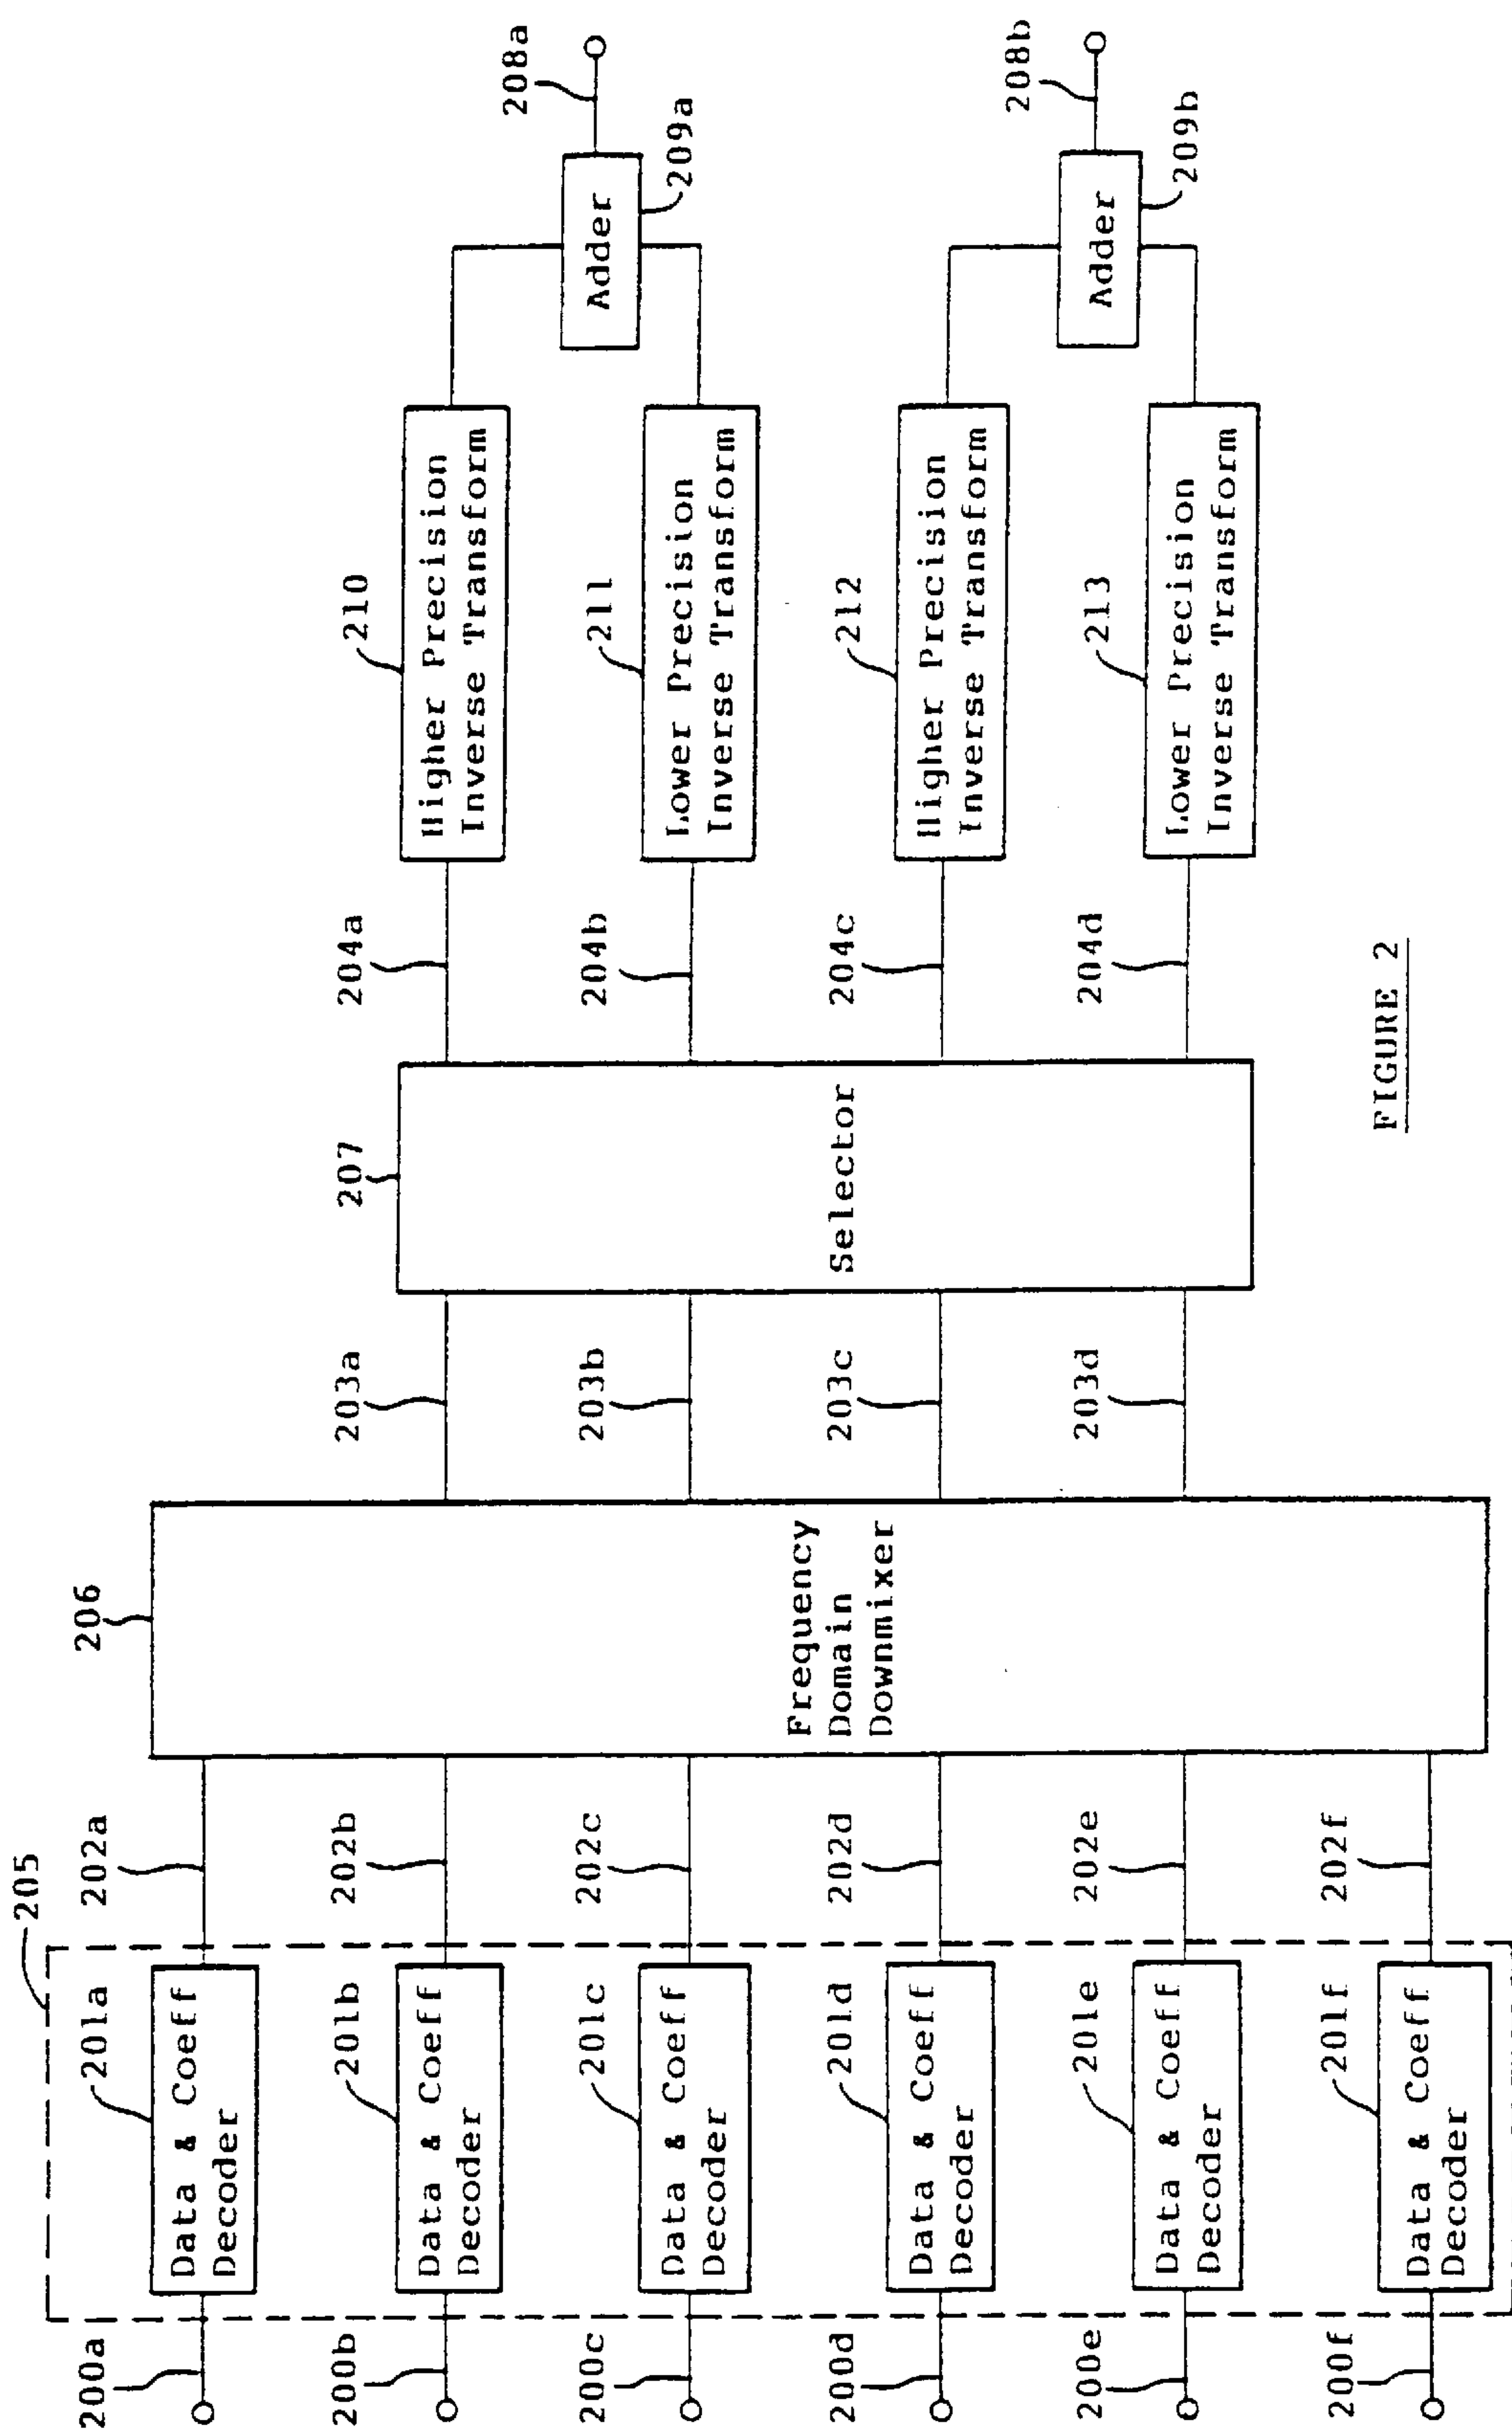 205
200a
201a
202a
Data & Coeff
Decoder
200b
201b
202b
Data & Coeff
Decoder
200c
201c
202c
Data & Coeff
Decoder
200d
201d
202d
Data & Coeff
Decoder
200e
201e
202e
Data & Coeff
Decoder
200f
201f
202f
Data & Coeff
Decoder
206
Frequency
Domain
Downmixer
203a
203b
203c
203d
207
Selector
204a
204b
204c
204d
210
Higher Precision
Inverse Transform
211
Lower Precision
Inverse Transform
212
Higher Precision
Inverse Transform
213
Lower Precision
Inverse Transform
208a
Adder
209a
208b
Adder
209b
FIGURE 2